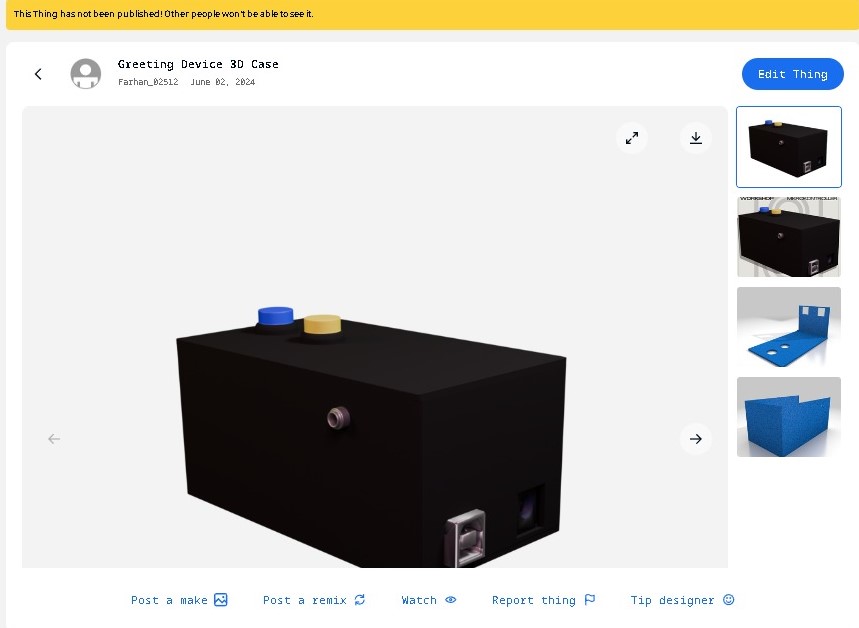 This Thing has not been published! Other people won't be able to see it.
Greeting Device 3D Case
Farhan_02512 June 02, 2024
Edit Thing
WORKSHOP MERGECONTROLLER
Post a make
Post a remix
Watch
Report thing
Tip designer